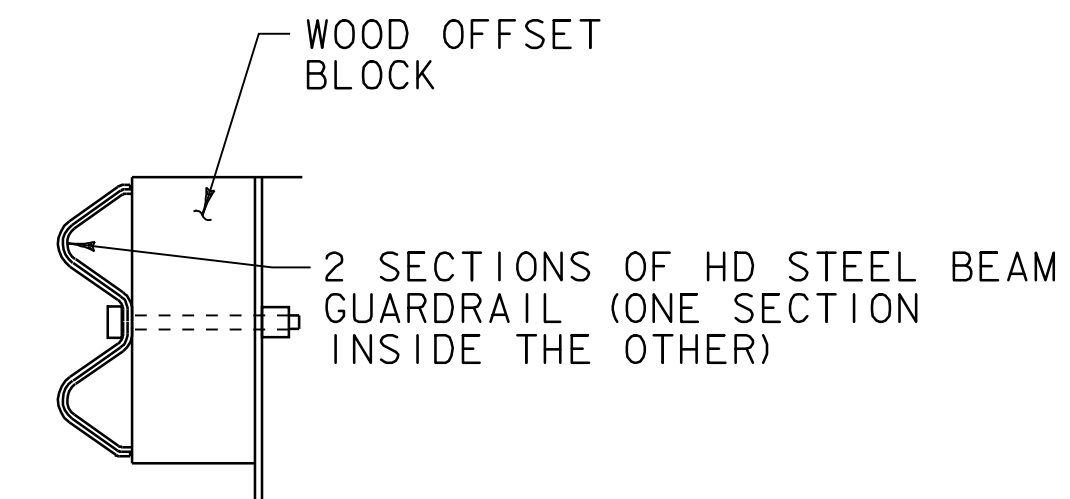 WOOD OFFSET
BLOCK
2 SECTIONS OF HD STEEL BEAM
GUARDRAIL (ONE SECTION
INSIDE THE OTHER)